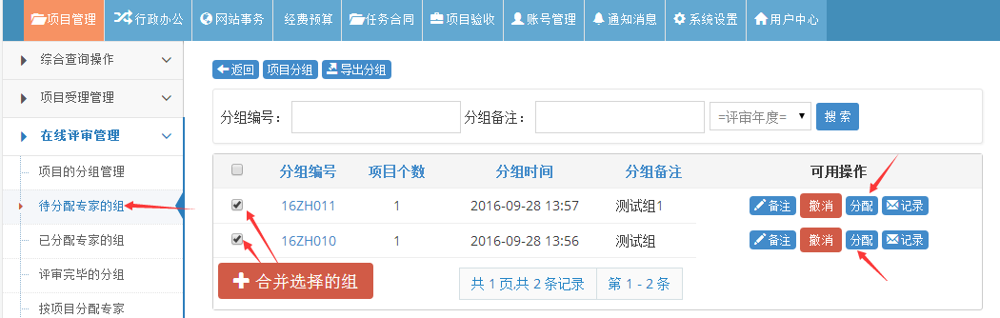 项目管理 行政办公 网站事务 经费预算 任务合同 项目验收 账号管理 通知消息 系统设置 用户中心
综合查询操作
项目受理管理
在线评审管理
项目的分组管理
待分配专家的组
已分配专家的组
评审完毕的分组
按项目分配专家
返回 项目分组 导出分组
分组编号： 分组备注： =评审年度= 搜 索
分组编号 项目个数 分组时间 分组备注 可用操作
16ZH011 1 2016-09-28 13:57 测试组1 备注 撤消 分配 记录
16ZH010 1 2016-09-28 13:56 测试组 备注 撤消 分配 记录
合并选择的组 共 1 页,共 2 条记录 第 1 - 2 条